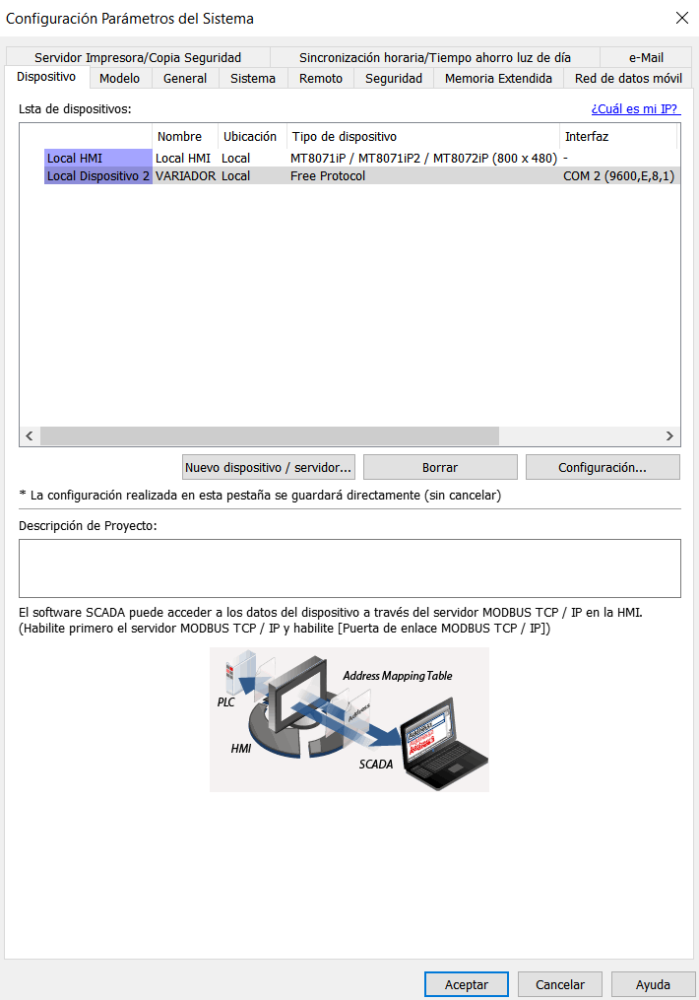 Configuración Parámetros del Sistema
Servidor Impresora/Copia Seguridad Sincronización horaria/Tiempo ahorro luz de día e-Mail
Dispositivo Modelo General Sistema Remoto Seguridad Memoria Extendida Red de datos móvil
Lsta de dispositivos: ¿Cuál es mi IP?
Nombre Ubicación Tipo de dispositivo Interfaz
Local HMI Local HMI Local MT8071iP / MT8071iP2 / MT8072iP (800 x 480) -
Local Dispositivo 2 VARIADOR Local Free Protocol COM 2 (9600,E,8,1)
Nuevo dispositivo / servidor... Borrar Configuración...
* La configuración realizada en esta pestaña se guardará directamente (sin cancelar)
Descripción de Proyecto:
El software SCADA puede acceder a los datos del dispositivo a través del servidor MODBUS TCP / IP en la HMI.
(Habilite primero el servidor MODBUS TCP / IP y habilite [Puerta de enlace MODBUS TCP / IP])
Address Mapping Table
PLC
Address
HMI
SCADA
Aceptar Cancelar Ayuda